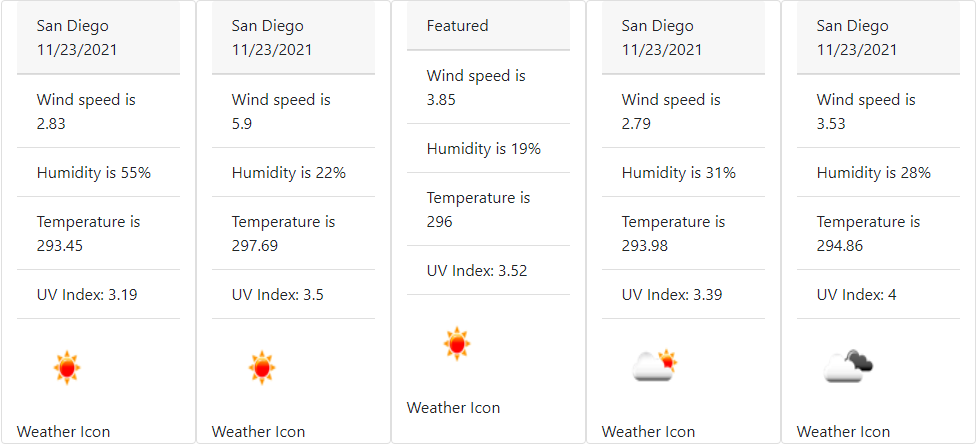 San Diego
11/23/2021
Wind speed is
2.83
Humidity is 55%
Temperature is
293.45
UV Index: 3.19
Weather Icon
San Diego
11/23/2021
Wind speed is
5.9
Humidity is 22%
Temperature is
297.69
UV Index: 3.5
Weather Icon
Featured
Wind speed is
3.85
Humidity is 19%
Temperature is
296
UV Index: 3.52
Weather Icon
San Diego
11/23/2021
Wind speed is
2.79
Humidity is 31%
Temperature is
293.98
UV Index: 3.39
Weather Icon
San Diego
11/23/2021
Wind speed is
3.53
Humidity is 28%
Temperature is
294.86
UV Index: 4
Weather Icon